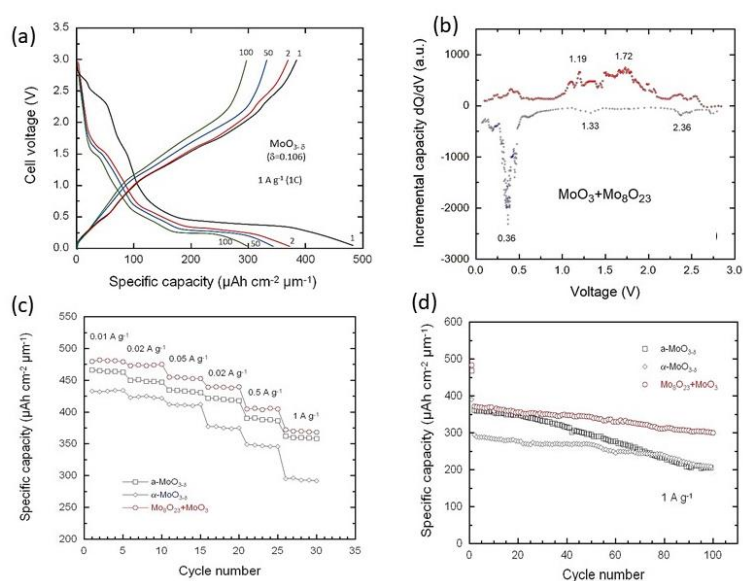 (a)
3.0
2.5
2.0
1.5
1.0
0.5
0.0
Cell voltage (V)
100 50 2 1
MoO3-δ
(δ=0.106)
1 A g-1 (1C)
100 50 2 1
0 100 200 300 400 500
Specific capacity (µAh cm-2 µm-1)
(b)
1000
0
-1000
-2000
-3000
Incremental capacity dQ/dV (a.u.)
1.19 1.72
1.33 2.36
MoO3+Mo8O23
0.36
0.0 0.5 1.0 1.5 2.0 2.5 3.0
Voltage (V)
(c)
550
500
450
400
350
300
250
200
Specific capacity (µAh cm-2 µm-1)
0.01 A g-1
0.02 A g-1
0.05 A g-1
0.02 A g-1
0.5 A g-1
1 A g-1
a-MoO3-δ
α-MoO3-δ
Mo8O23+MoO3
0 5 10 15 20 25 30 35
Cycle number
(d)
600
500
400
300
200
100
0
Specific capacity (µAh cm-2 µm-1)
a-MoO3-δ
α-MoO3-δ
Mo8O23+MoO3
1 A g-1
0 20 40 60 80 100
Cycle number